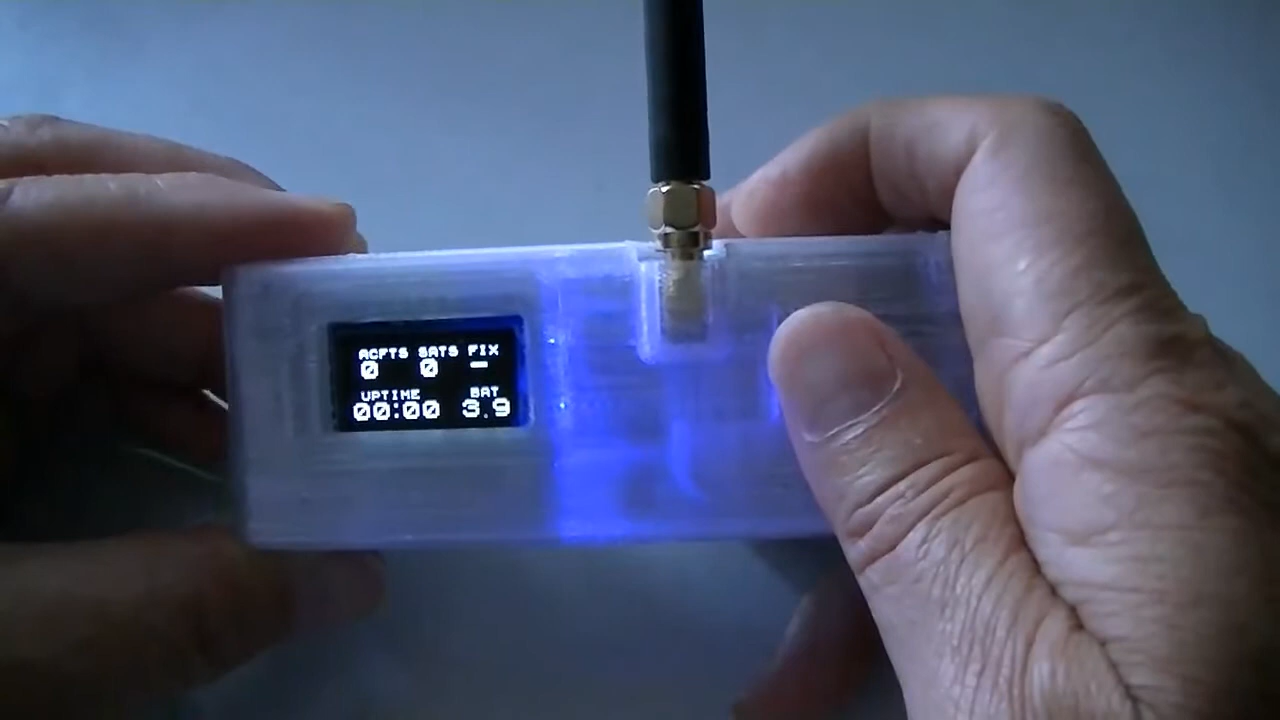 ACFTS SATS FIX
0 0 –
UPTIME BAT
00:00 3.9